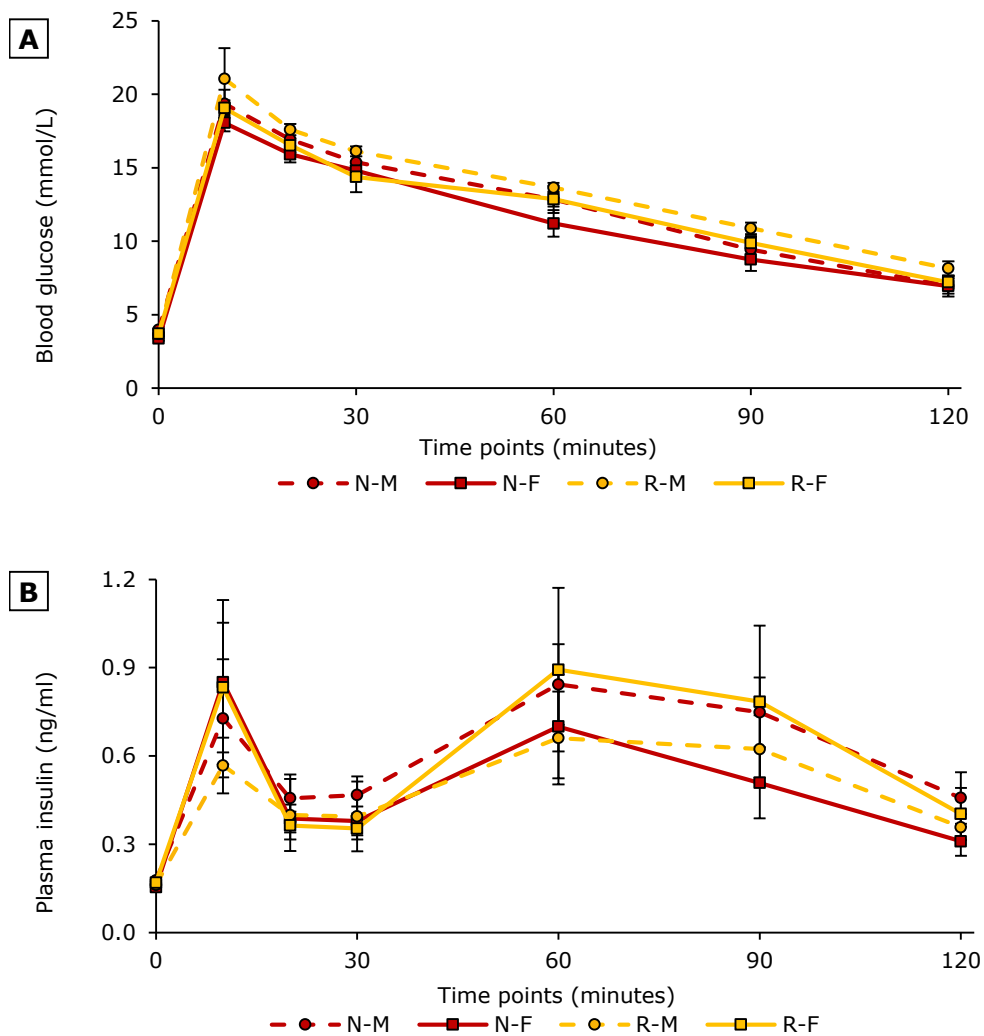 A
Blood glucose (mmol/L)
25
20
15
10
5
0
0 30 60 90 120
Time points (minutes)
N-M N-F R-M R-F
B
Plasma insulin (ng/ml)
1.2
0.9
0.6
0.3
0.0
0 30 60 90 120
Time points (minutes)
N-M N-F R-M R-F